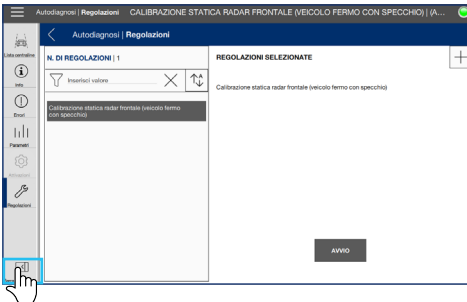 Autodiagnosi | Regolazioni CALIBRAZIONE STATICA RADAR FRONTALE (VEICOLO FERMO CON SPECCHIO) | (A...
Autodiagnosi | Regolazioni
Lista centraline
Info
Errori
Parametri
Attivazioni
Regolazioni
N. DI REGOLAZIONI | 1
Inserisci valore
Calibrazione statica radar frontale (veicolo fermo
con specchio)
REGOLAZIONI SELEZIONATE
Calibrazione statica radar frontale (veicolo fermo con specchio)
AVVIO